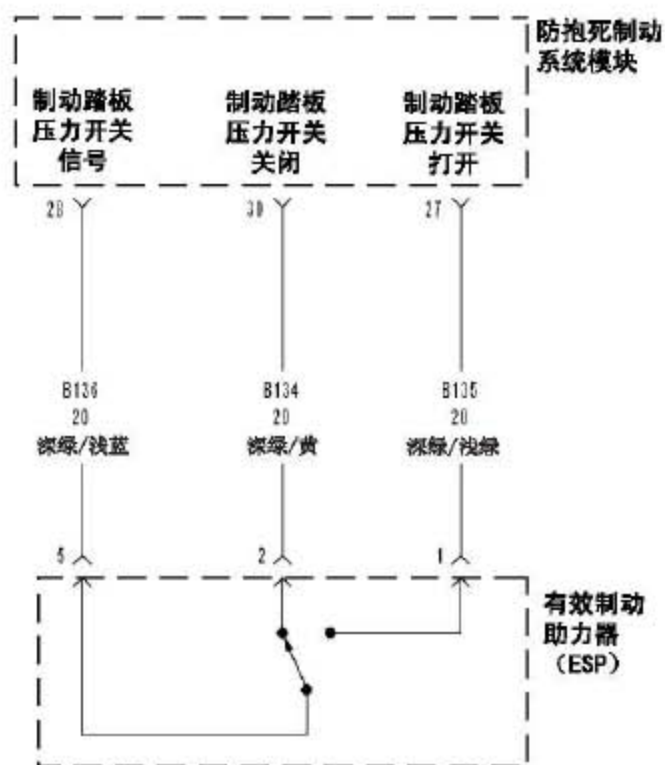 防抱死制动
系统模块
制动踏板
压力开关
信号
制动踏板
压力开关
关闭
制动踏板
压力开关
打开
28
30
27
B136
20
深绿/浅蓝
B134
20
深绿/黄
B135
20
深绿/浅绿
5
2
1
有效制动
助力器
（ESP）